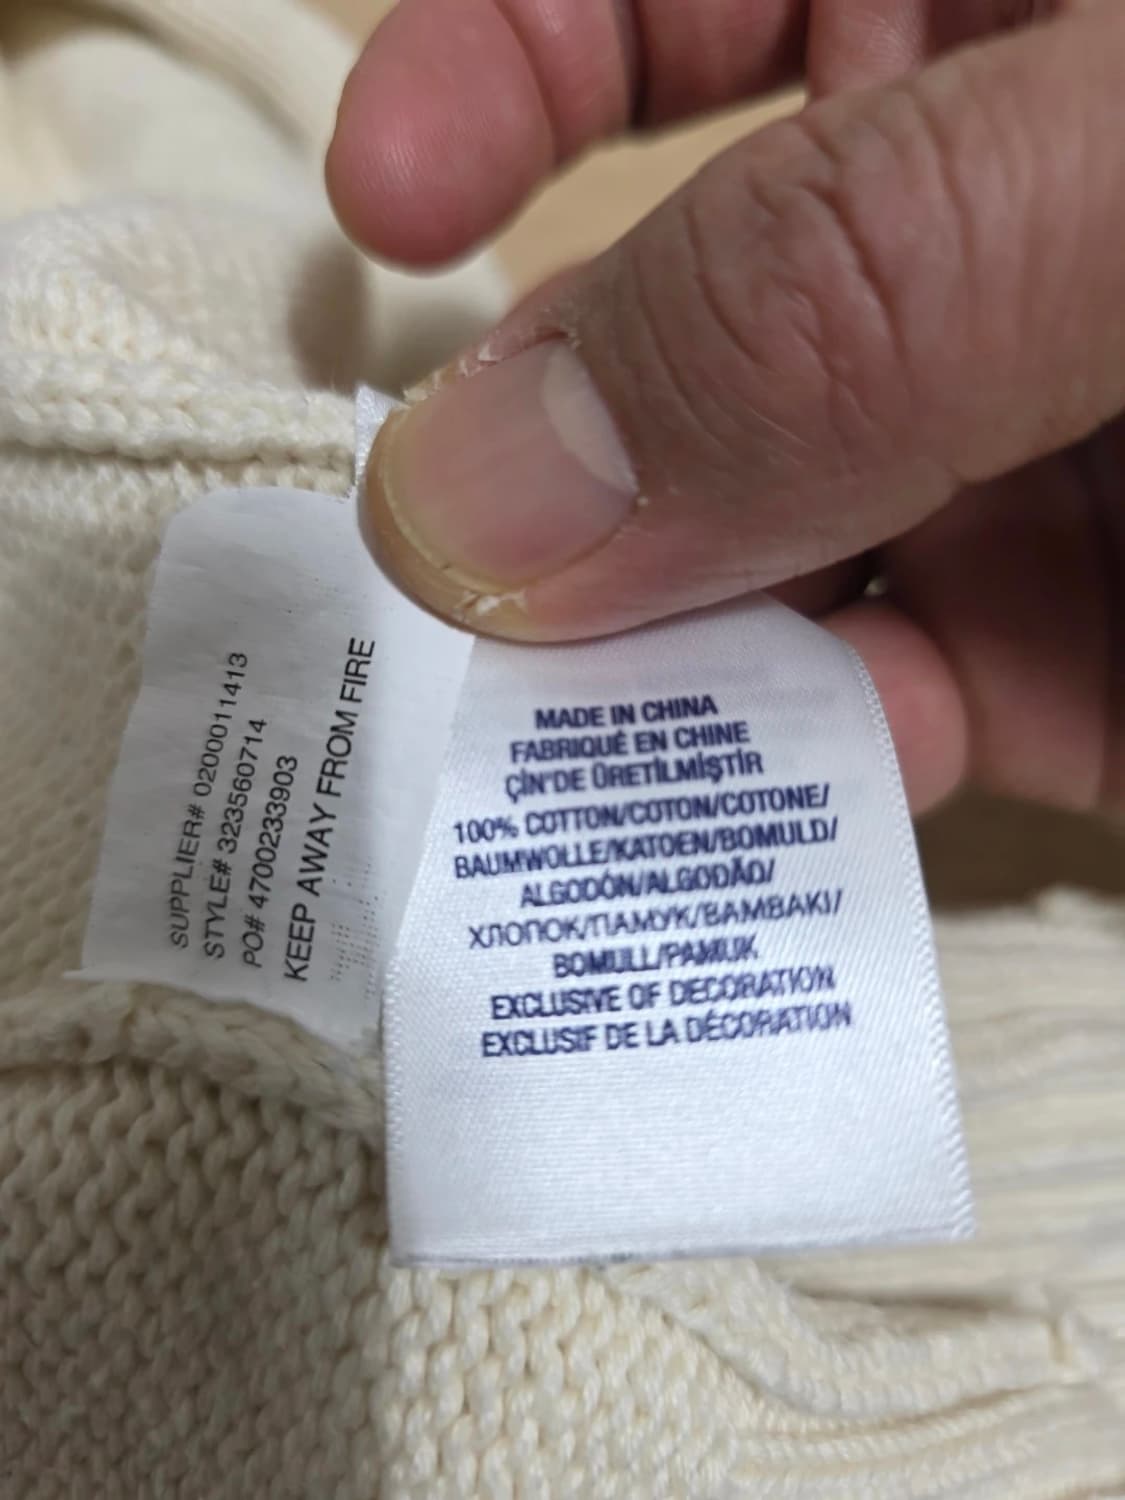 SUPPLIER# 0200011413
STYLE# 323560714
PO# 4700233903
KEEP AWAY FROM FIRE
MADE IN CHINA
FABRIQUÉ EN CHINE
ÇİN'DE ÜRETİLMİŞTİR
100% COTTON/COTON/COTONE/
BAUMWOLLE/KATOEN/BOMULD/
ALGODÓN/ALGODÃO/
ХЛОПОК/ПАМУК/BAMBAKI/
BOMULL/PAMUK
EXCLUSIVE OF DECORATION
EXCLUSIF DE LA DÉCORATION